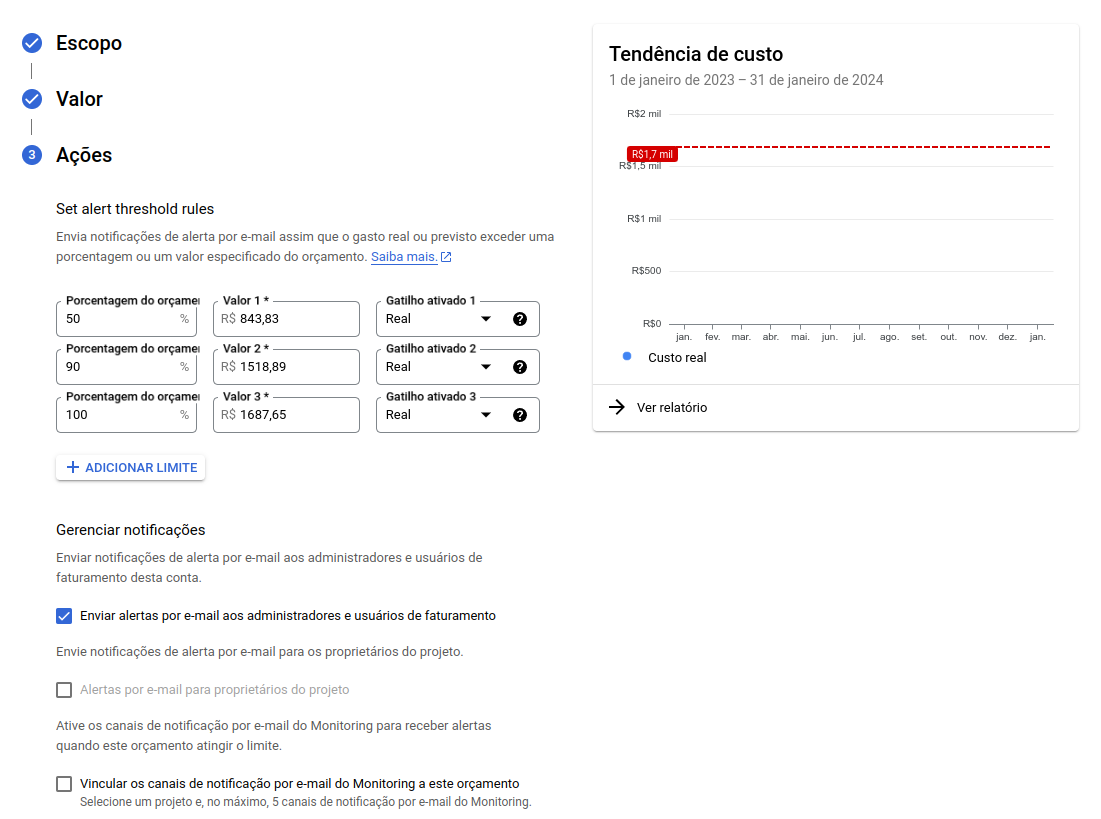 Escopo
Valor
3 Ações
Set alert threshold rules
Envia notificações de alerta por e-mail assim que o gasto real ou previsto exceder uma
porcentagem ou um valor especificado do orçamento. Saiba mais.
Porcentagem do orçamer Valor 1 * Gatilho ativado 1
50 % R$ 843,83 Real
Porcentagem do orçamer Valor 2 * Gatilho ativado 2
90 % R$ 1518,89 Real
Porcentagem do orçamer Valor 3 * Gatilho ativado 3
100 % R$ 1687,65 Real
ADICIONAR LIMITE
Gerenciar notificações
Enviar notificações de alerta por e-mail aos administradores e usuários de
faturamento desta conta.
Enviar alertas por e-mail aos administradores e usuários de faturamento
Envie notificações de alerta por e-mail para os proprietários do projeto.
Alertas por e-mail para proprietários do projeto
Ative os canais de notificação por e-mail do Monitoring para receber alertas
quando este orçamento atingir o limite.
Vincular os canais de notificação por e-mail do Monitoring a este orçamento
Selecione um projeto e, no máximo, 5 canais de notificação por e-mail do Monitoring.
Tendência de custo
1 de janeiro de 2023 – 31 de janeiro de 2024
R$2 mil
R$1,7 mil
R$1,5 mil
R$1 mil
R$500
R$0
jan. fev. mar. abr. mai. jun. jul. ago. set. out. nov. dez. jan.
Custo real
Ver relatório